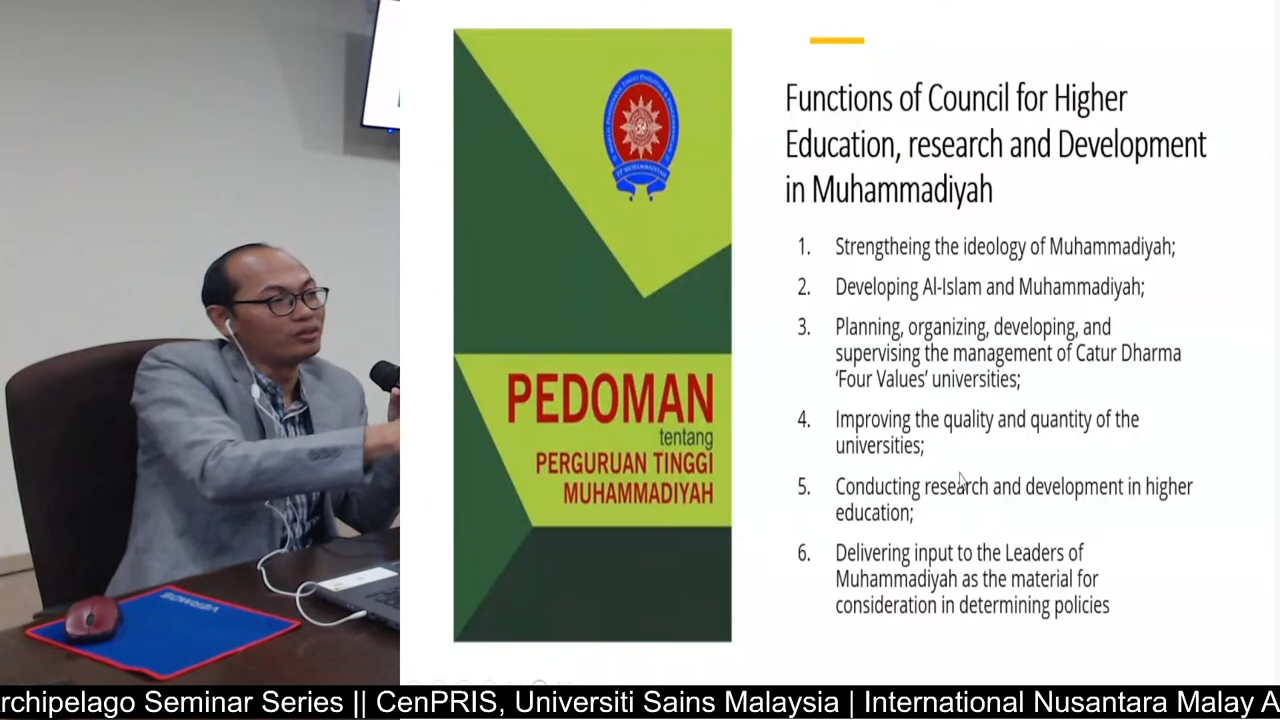 PP MUHAMMADIYAH
PEDOMAN
tentang
PERGURUAN TINGGI
MUHAMMADIYAH
Functions of Council for Higher
Education, research and Development
in Muhammadiyah
1. Strengtheing the ideology of Muhammadiyah;
2. Developing Al-Islam and Muhammadiyah;
3. Planning, organizing, developing, and
supervising the management of Catur Dharma
‘Four Values’ universities;
4. Improving the quality and quantity of the
universities;
5. Conducting research and development in higher
education;
6. Delivering input to the Leaders of
Muhammadiyah as the material for
consideration in determining policies
rchipelago Seminar Series || CenPRIS, Universiti Sains Malaysia | International Nusantara Malay A